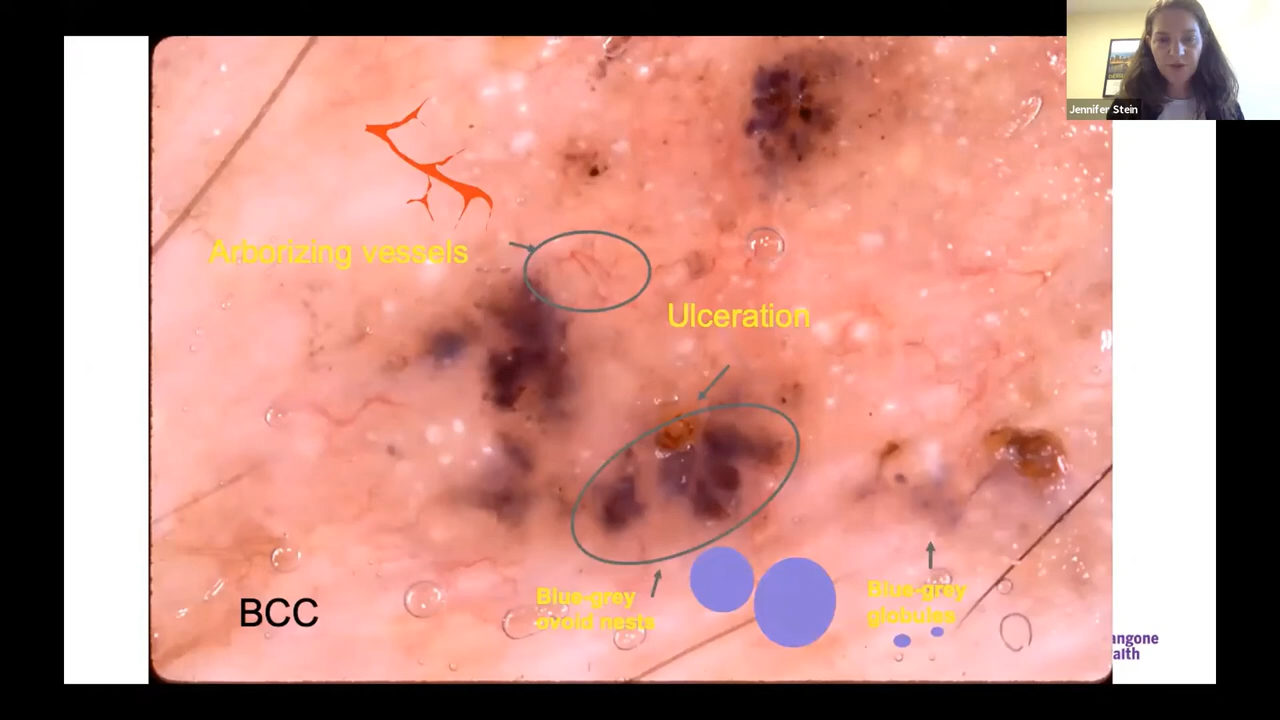 Jennifer Stein
Arborizing vessels
Ulceration
Blue-grey
ovoid nests
Blue-grey
globules
BCC
angone
alth